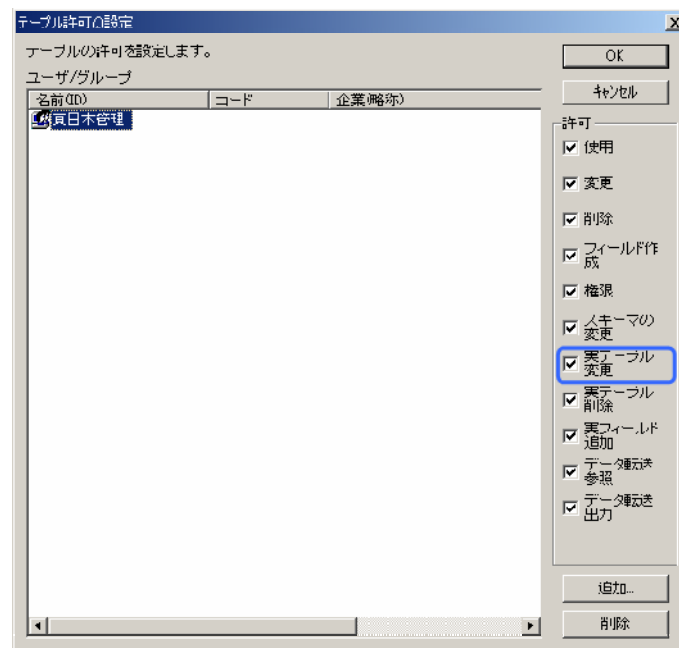 テーブル許可の設定
テーブルの許可を設定します。
ユーザ/グループ
名前(ID) コード 企業(略称)
OK
キャンセル
許可
使用
変更
削除
フィールド作
成
権限
スキーマの
変更
実テーブル
変更
実テーブル
削除
実フィールド
追加
データ転送
参照
データ転送
出力
追加...
削除